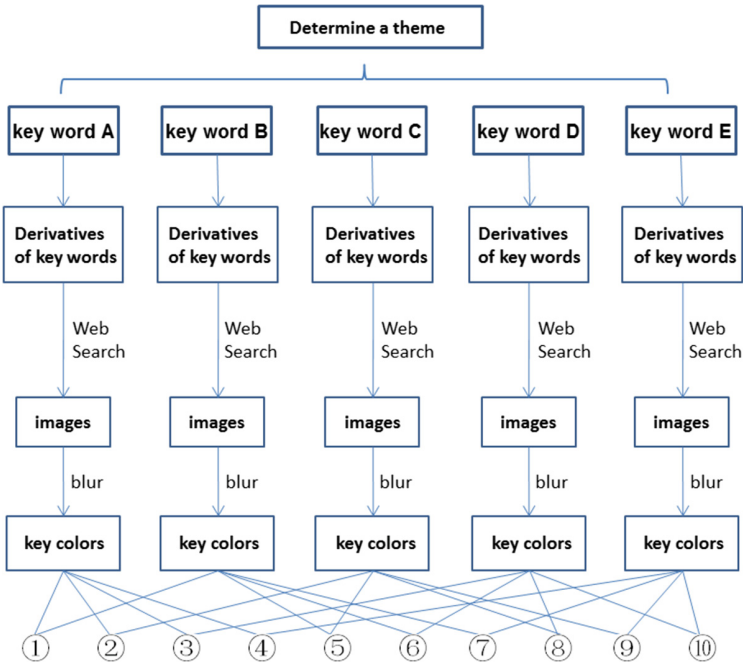 Determine a theme
key word A
key word B
key word C
key word D
key word E
Derivatives
of key words
Derivatives
of key words
Derivatives
of key words
Derivatives
of key words
Derivatives
of key words
Web
Search
Web
Search
Web
Search
Web
Search
Web
Search
images
images
images
images
images
blur
blur
blur
blur
blur
key colors
key colors
key colors
key colors
key colors
① ② ③ ④ ⑤ ⑥ ⑦ ⑧ ⑨ ⑩